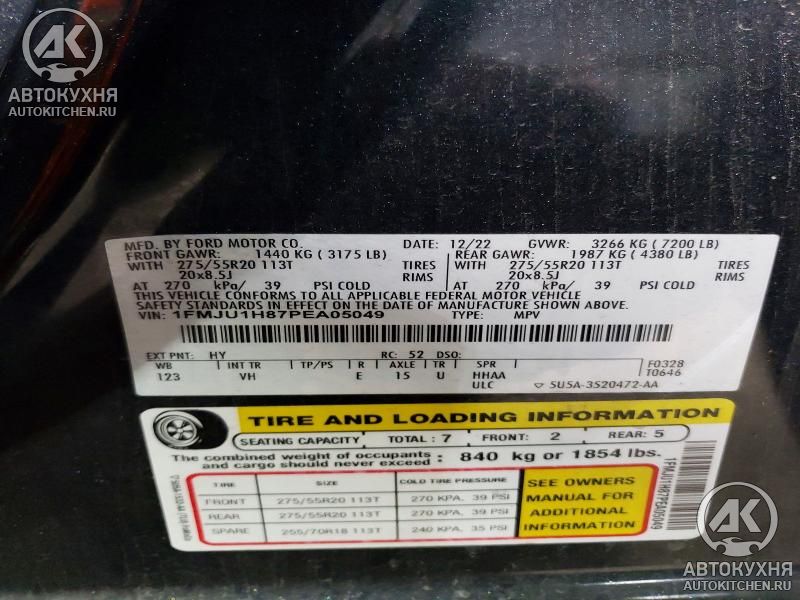 АК
АВТОКУХНЯ
AUTOKITCHEN.RU
MFD. BY FORD MOTOR CO. DATE: 12/22 GVWR: 3266 KG ( 7200 LB)
FRONT GAWR: 1440 KG ( 3175 LB) REAR GAWR: 1987 KG ( 4380 LB)
WITH 275/55R20 113T TIRES WITH 275/55R20 113T TIRES
20x8.5J RIMS 20x8.5J RIMS
AT 270 kPa/ 39 PSI COLD AT 270 kPa/ 39 PSI COLD
THIS VEHICLE CONFORMS TO ALL APPLICABLE FEDERAL MOTOR VEHICLE
SAFETY STANDARDS IN EFFECT ON THE DATE OF MANUFACTURE SHOWN ABOVE.
VIN: 1FMJU1H87PEA05049 TYPE: MPV
EXT PNT: HY RC: 52 DSO: F0328
WB INT TR TP/PS R AXLE TR SPR T0646
123 VH E 15 U HHAA
ULC ▽ 5U5A-3520472-AA
TIRE AND LOADING INFORMATION
SEATING CAPACITY TOTAL : 7 FRONT: 2 REAR: 5
The combined weight of occupants
and cargo should never exceed : 840 kg or 1854 lbs.
TIRE SIZE COLD TIRE PRESSURE
FRONT 275/55R20 113T 270 KPA, 39 PSI
REAR 275/55R20 113T 270 KPA, 39 PSI
SPARE 255/70R18 113T 240 KPA, 35 PSI
SEE OWNERS
MANUAL FOR
ADDITIONAL
INFORMATION
1FMJU1H87PEA05049
АК
АВТОКУХНЯ
AUTOKITCHEN.RU